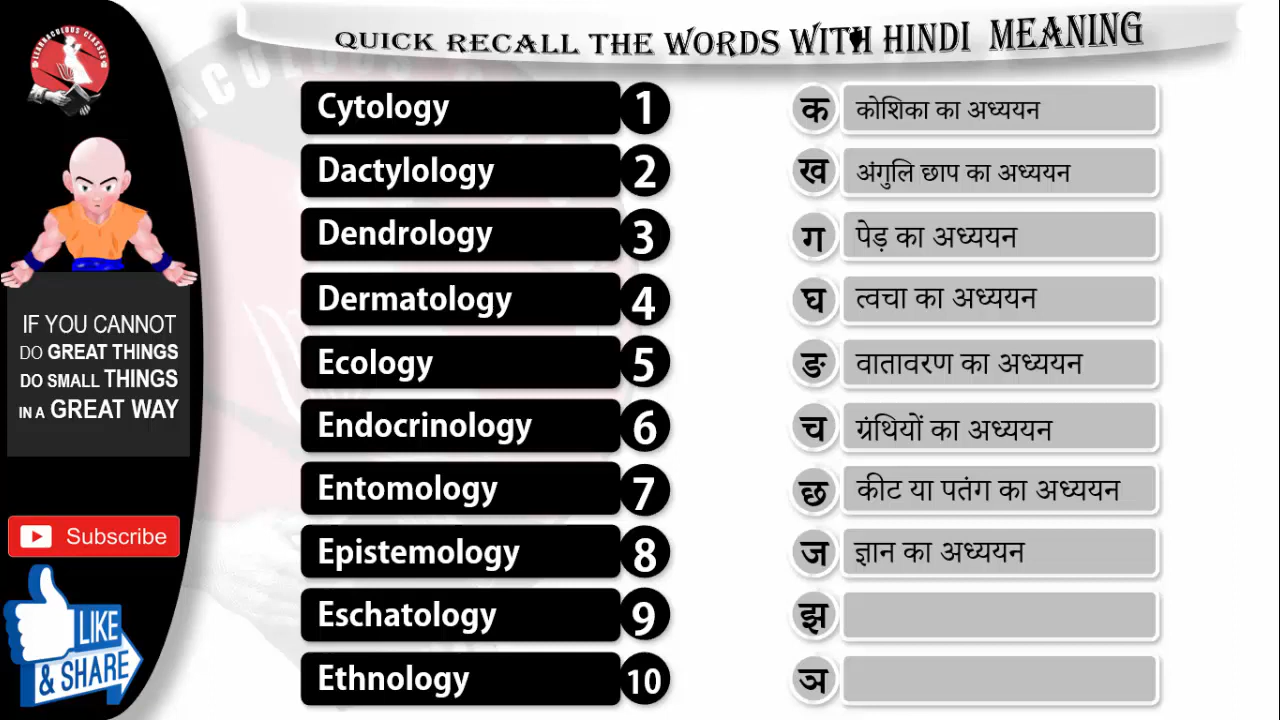 QUICK RECALL THE WORDS WITH HINDI MEANING
LEARNACULOUS CLASSES
IF YOU CANNOT
DO GREAT THINGS
DO SMALL THINGS
IN A GREAT WAY
Subscribe
LIKE
& SHARE
Cytology 1 क कोशिका का अध्ययन
Dactylology 2 ख अंगुलि छाप का अध्ययन
Dendrology 3 ग पेड़ का अध्ययन
Dermatology 4 घ त्वचा का अध्ययन
Ecology 5 ङ वातावरण का अध्ययन
Endocrinology 6 च ग्रंथियों का अध्ययन
Entomology 7 छ कीट या पतंग का अध्ययन
Epistemology 8 ज ज्ञान का अध्ययन
Eschatology 9 झ
Ethnology 10 ञ